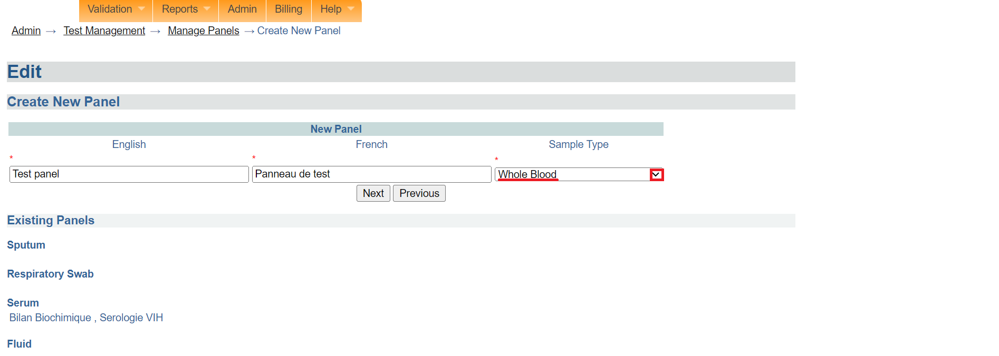 Validation Reports Admin Billing Help
Admin → Test Management → Manage Panels → Create New Panel
Edit
Create New Panel
New Panel
English French Sample Type
* * *
Test panel Panneau de test Whole Blood
Next Previous
Existing Panels
Sputum
Respiratory Swab
Serum
Bilan Biochimique , Serologie VIH
Fluid